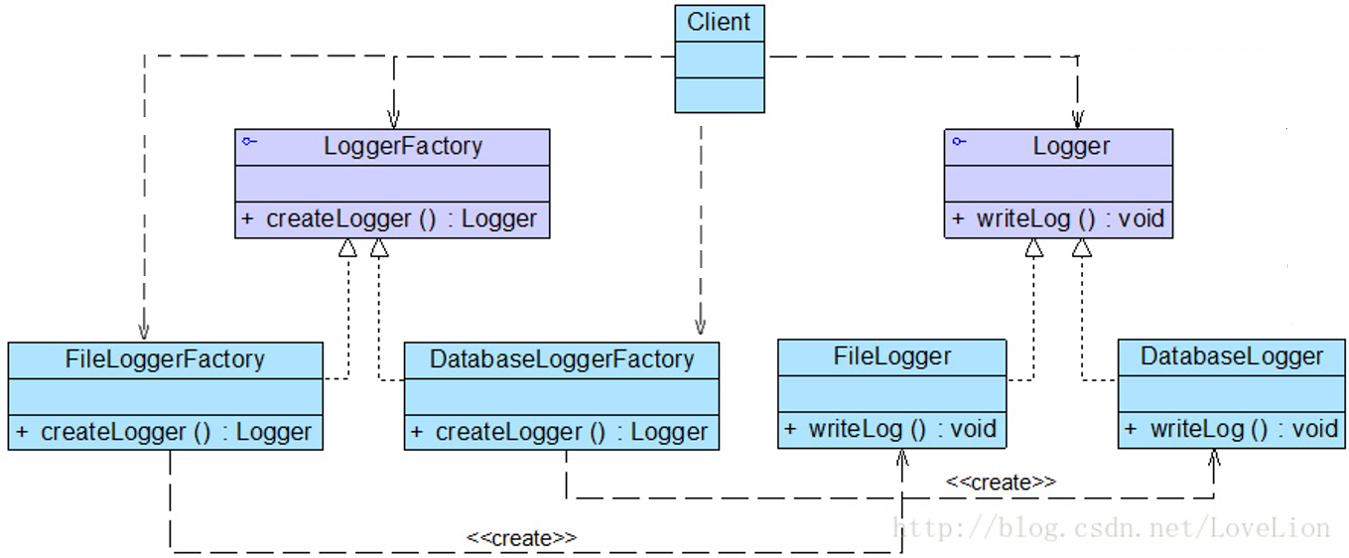 Client
LoggerFactory
+ createLogger () : Logger
Logger
+ writeLog () : void
FileLoggerFactory
+ createLogger () : Logger
DatabaseLoggerFactory
+ createLogger () : Logger
FileLogger
+ writeLog () : void
DatabaseLogger
+ writeLog () : void
<<create>>
<<create>>
http://blog.csdn.net/LoveLion